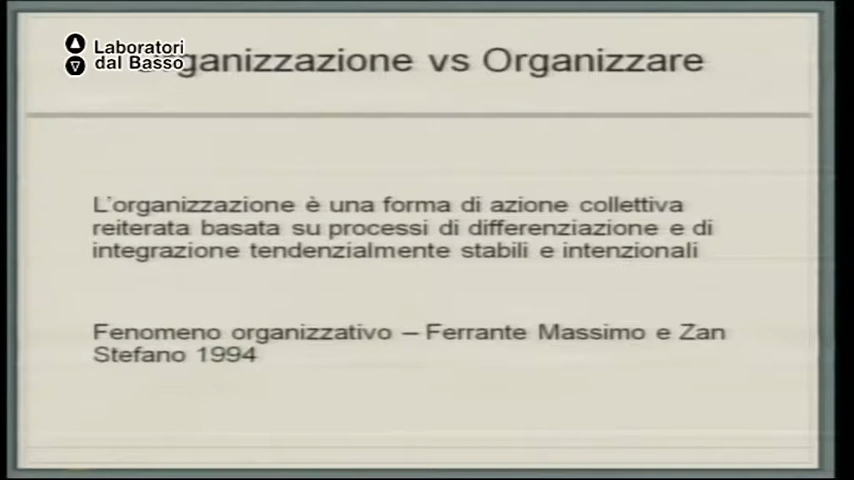 Laboratori
dal Basso
Organizzazione vs Organizzare
L'organizzazione è una forma di azione collettiva
reiterata basata su processi di differenziazione e di
integrazione tendenzialmente stabili e intenzionali
Fenomeno organizzativo – Ferrante Massimo e Zan
Stefano 1994